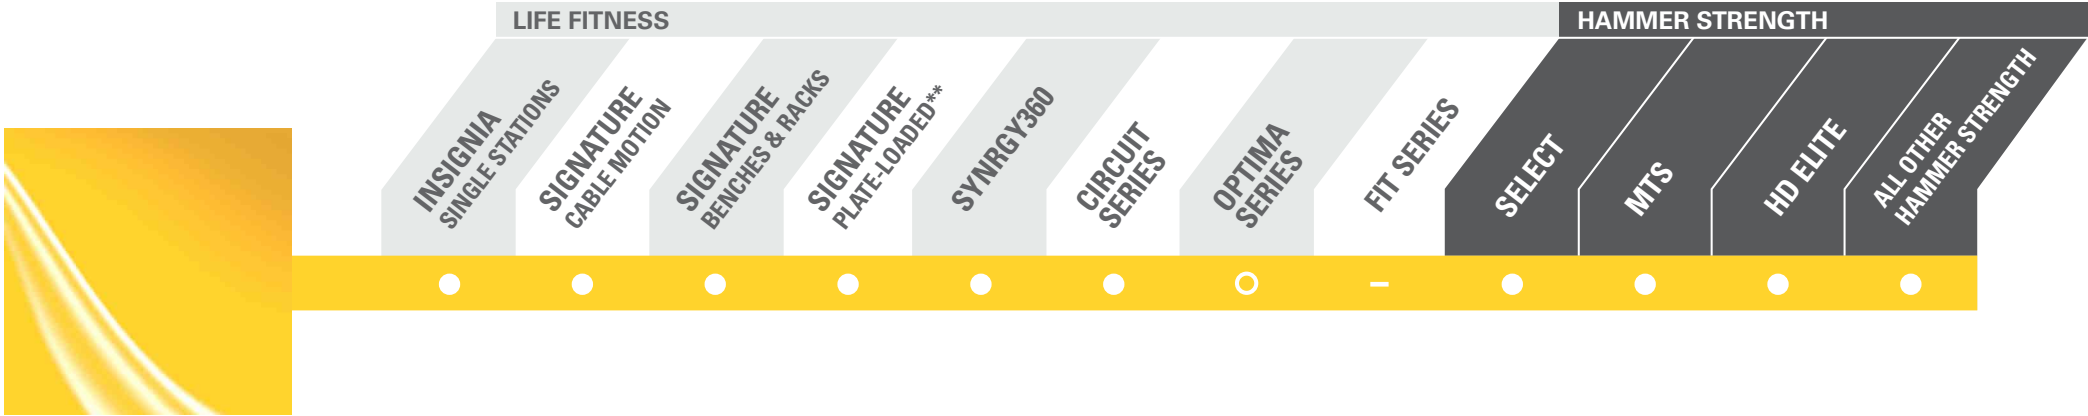 LIFE FITNESS
HAMMER STRENGTH
INSIGNIA
SINGLE STATIONS
SIGNATURE
CABLE MOTION
SIGNATURE
BENCHES & RACKS
SIGNATURE
PLATE-LOADED**
SYNRGY360
CIRCUIT
SERIES
OPTIMA
SERIES
FIT SERIES
SELECT
MTS
HD ELITE
ALL OTHER
HAMMER STRENGTH